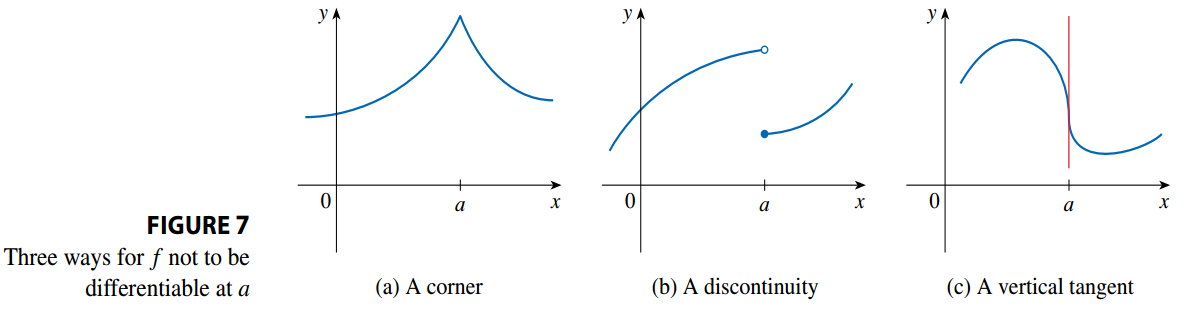 y
0
a
x
(a) A corner
y
0
a
x
(b) A discontinuity
y
0
a
x
(c) A vertical tangent
FIGURE 7
Three ways for f not to be
differentiable at a